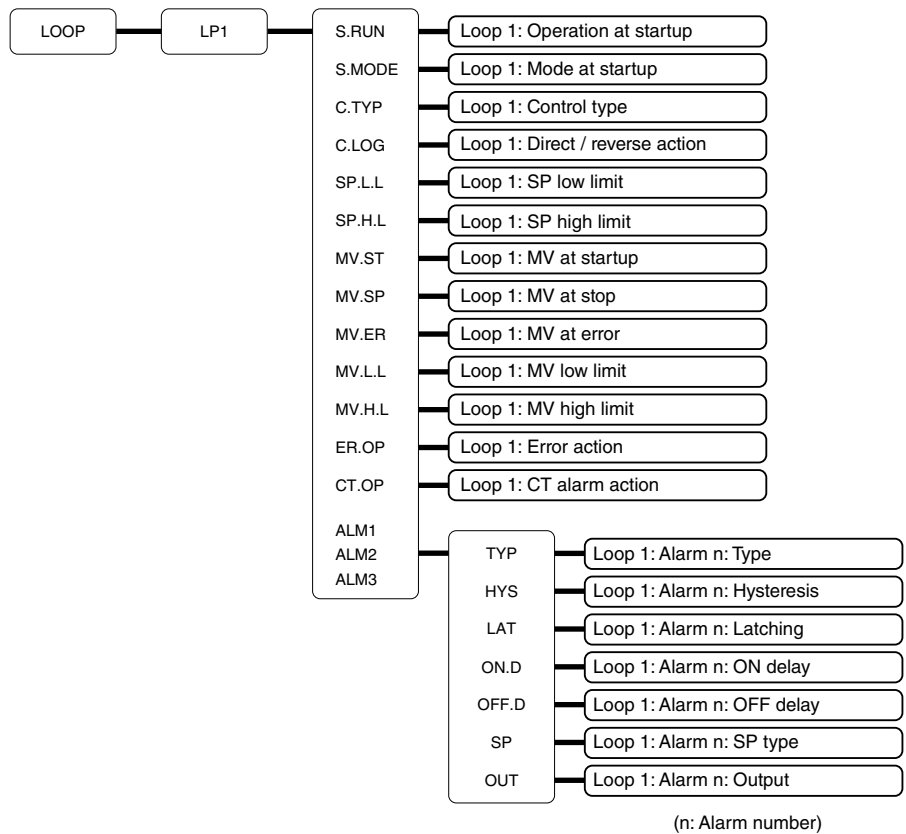 LOOP
LP1
S.RUN Loop 1: Operation at startup
S.MODE Loop 1: Mode at startup
C.TYP Loop 1: Control type
C.LOG Loop 1: Direct / reverse action
SP.L.L Loop 1: SP low limit
SP.H.L Loop 1: SP high limit
MV.ST Loop 1: MV at startup
MV.SP Loop 1: MV at stop
MV.ER Loop 1: MV at error
MV.L.L Loop 1: MV low limit
MV.H.L Loop 1: MV high limit
ER.OP Loop 1: Error action
CT.OP Loop 1: CT alarm action
ALM1
ALM2
ALM3
TYP Loop 1: Alarm n: Type
HYS Loop 1: Alarm n: Hysteresis
LAT Loop 1: Alarm n: Latching
ON.D Loop 1: Alarm n: ON delay
OFF.D Loop 1: Alarm n: OFF delay
SP Loop 1: Alarm n: SP type
OUT Loop 1: Alarm n: Output
(n: Alarm number)